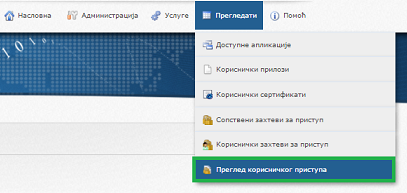 Насловна Администрација Услуге Прегледати Помоћ
Доступне апликације
Кориснички прилози
Кориснички сертификати
Сопствени захтеви за приступ
Кориснички захтеви за приступ
Преглед корисничког приступа